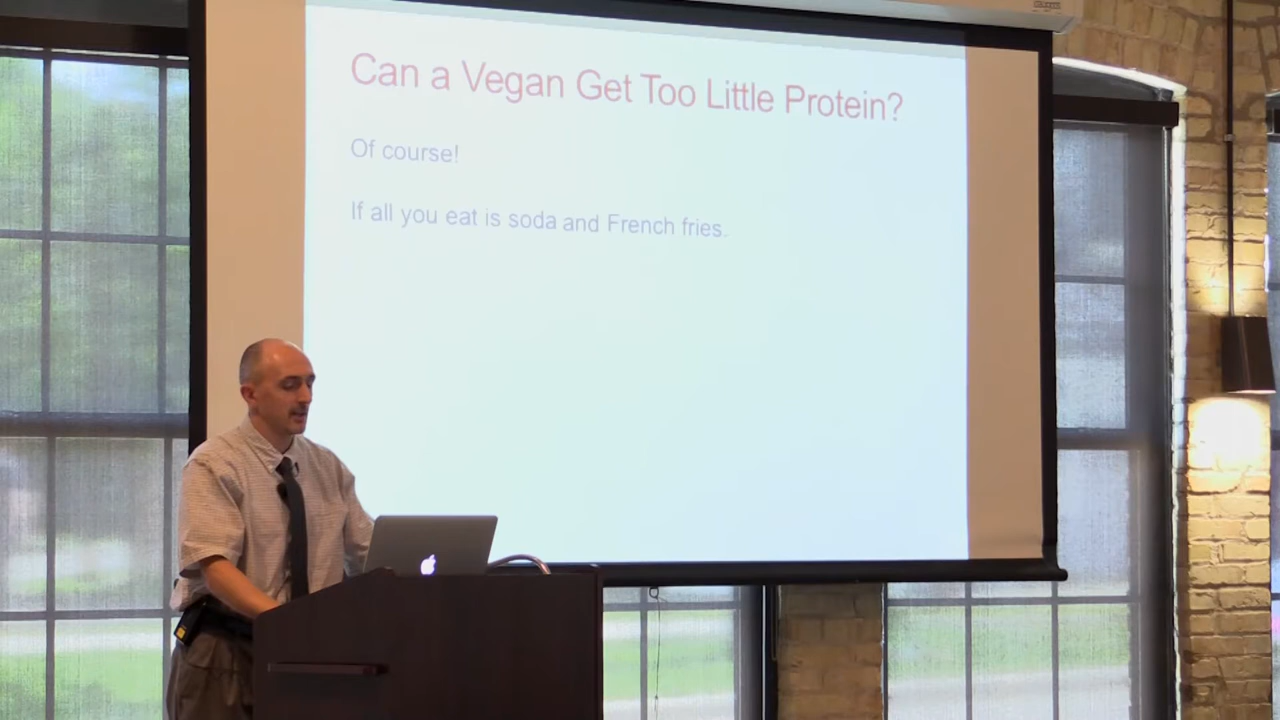 Can a Vegan Get Too Little Protein?
Of course!
If all you eat is soda and French fries.